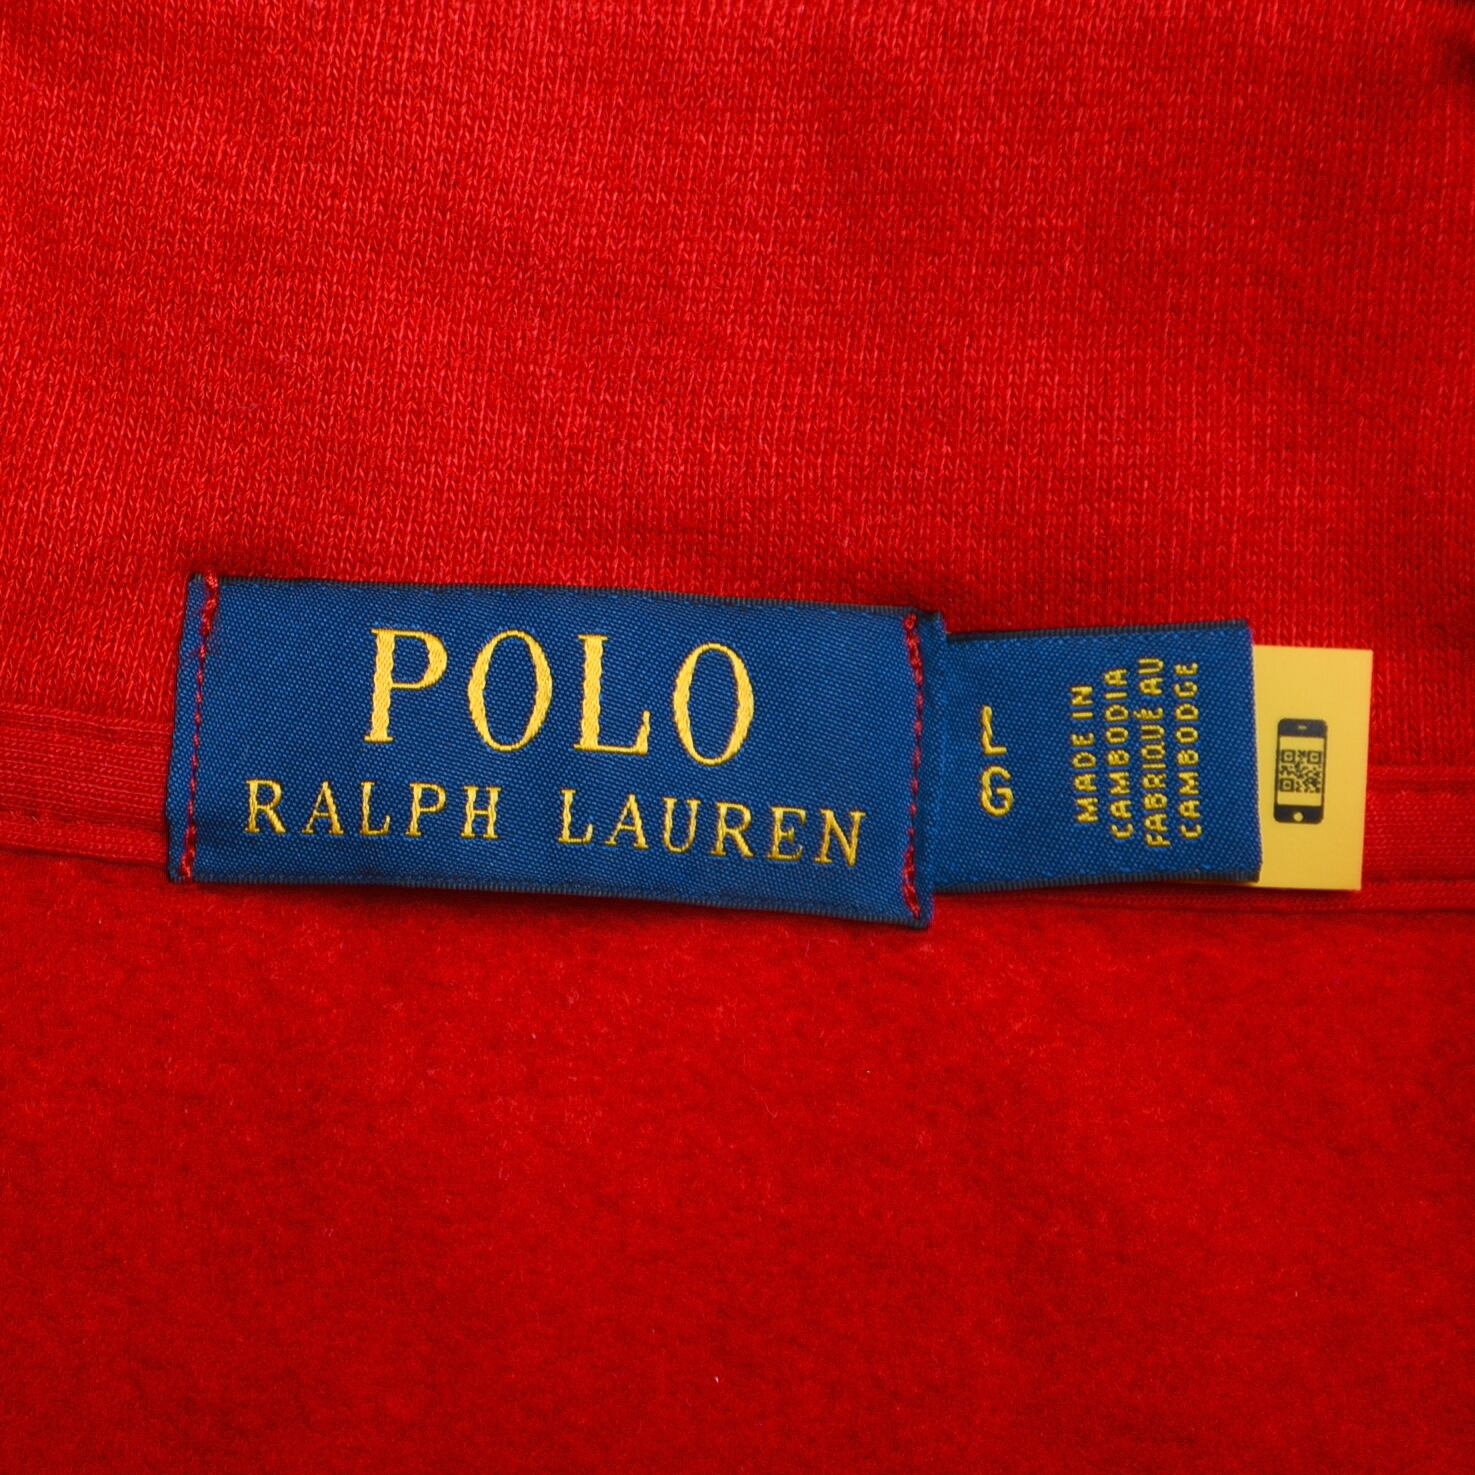 POLO
RALPH LAUREN
L
G
MADE IN
CAMBODIA
FABRIQUÉ AU
CAMBODGE